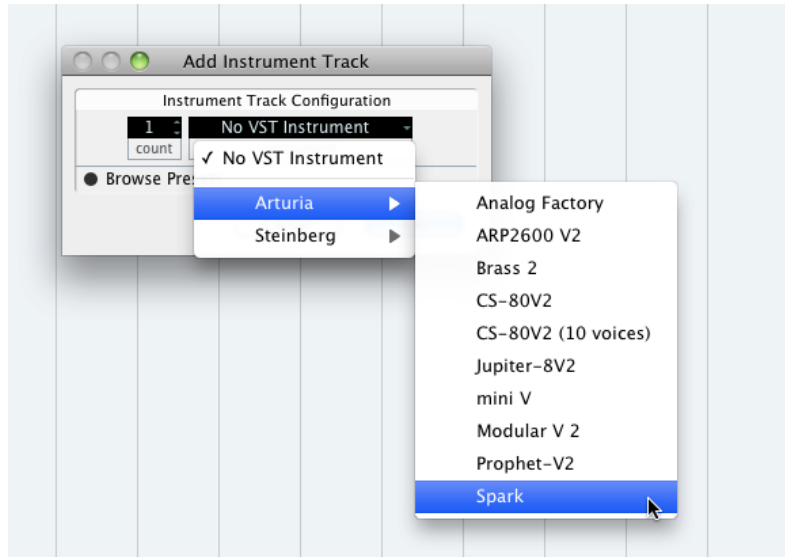 Add Instrument Track
Instrument Track Configuration
1 No VST Instrument
count
✓ No VST Instrument
Browse Pre
Arturia
Steinberg
Analog Factory
ARP2600 V2
Brass 2
CS-80V2
CS-80V2 (10 voices)
Jupiter-8V2
mini V
Modular V 2
Prophet-V2
Spark